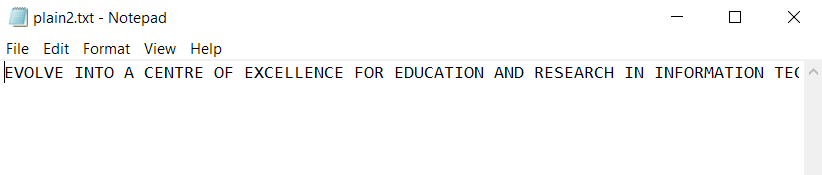 plain2.txt - Notepad
File Edit Format View Help
EVOLVE INTO A CENTRE OF EXCELLENCE FOR EDUCATION AND RESEARCH IN INFORMATION TEC